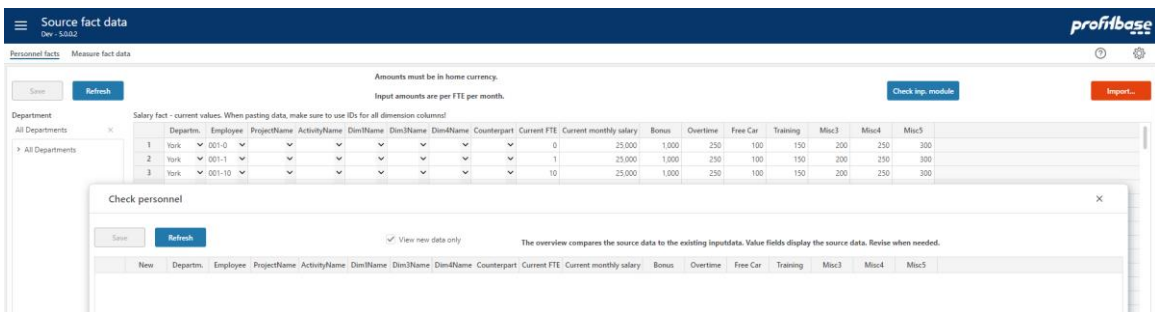 Source fact data
Dev - 5.0.0.2
profitbase
Personnel facts Measure fact data
Amounts must be in home currency.
Save Refresh Check inp. module Import...
Input amounts are per FTE per month.
Department Salary fact - current values. When pasting data, make sure to use IDs for all dimension columns!
All Departments
Departm. Employee ProjectName ActivityName Dim1Name Dim3Name Dim4Name Counterpart Current FTE Current monthly salary Bonus Overtime Free Car Training Misc3 Misc4 Misc5
All Departments
1 York 001-0 0 25,000 1,000 250 100 150 200 250 300
2 York 001-1 1 25,000 1,000 250 100 150 200 250 300
3 York 001-10 10 25,000 1,000 250 100 150 200 250 300
Check personnel
Save Refresh View new data only The overview compares the source data to the existing inputdata. Value fields display the source data. Revise when needed.
New Departm. Employee ProjectName ActivityName Dim1Name Dim3Name Dim4Name Counterpart Current FTE Current monthly salary Bonus Overtime Free Car Training Misc3 Misc4 Misc5